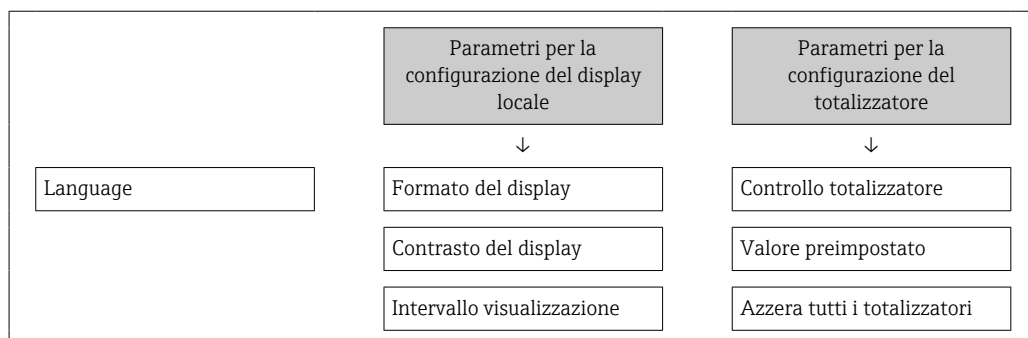 Parametri per la
configurazione del display
locale
Parametri per la
configurazione del
totalizzatore
↓
↓
Language
Formato del display
Controllo totalizzatore
Contrasto del display
Valore preimpostato
Intervallo visualizzazione
Azzera tutti i totalizzatori